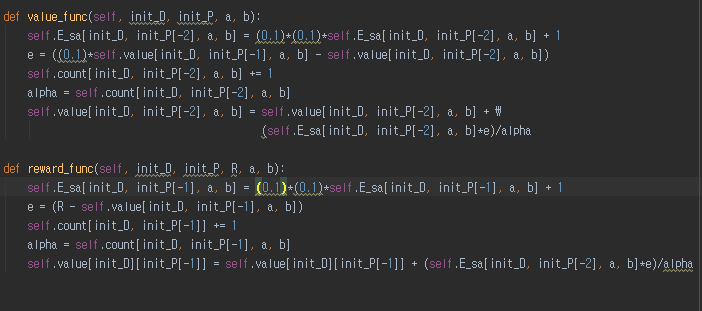 def value_func(self, init_D, init_P, a, b):
    self.E_sa[init_D, init_P[-2], a, b] = (0.1)*(0.1)*self.E_sa[init_D, init_P[-2], a, b] + 1
    e = ((0.1)*self.value[init_D, init_P[-1], a, b] - self.value[init_D, init_P[-2], a, b])
    self.count[init_D, init_P[-2], a, b] += 1
    alpha = self.count[init_D, init_P[-2], a, b]
    self.value[init_D, init_P[-2], a, b] = self.value[init_D, init_P[-2], a, b] + ₩
                                           (self.E_sa[init_D, init_P[-2], a, b]*e)/alpha

def reward_func(self, init_D, init_P, R, a, b):
    self.E_sa[init_D, init_P[-1], a, b] = (0.1)*(0.1)*self.E_sa[init_D, init_P[-1], a, b] + 1
    e = (R - self.value[init_D, init_P[-1], a, b])
    self.count[init_D, init_P[-1]] += 1
    alpha = self.count[init_D, init_P[-1], a, b]
    self.value[init_D][init_P[-1]] = self.value[init_D][init_P[-1]] + (self.E_sa[init_D, init_P[-2], a, b]*e)/alpha